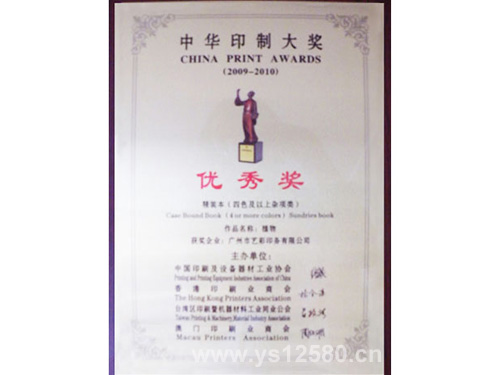 中华印制大奖
CHINA PRINT AWARDS
(2009-2010)
优秀奖
精装本（四色及以上杂项类）
Case Bound Book (4 or more colors) Sundries book
作品名称：植物
获奖企业：广州市艺彩印务有限公司
主办单位：
中国印刷及设备器材工业协会
Printing and Printing Equipment Industries Association of China
香港印刷业商会
The Hong Kong Printers Association
台湾区印刷暨机器材料工业同业公会
Taiwan Printing & Machinery Material Industry Association
澳门印刷业商会
Macau Printers Association
www.ys12580.cn